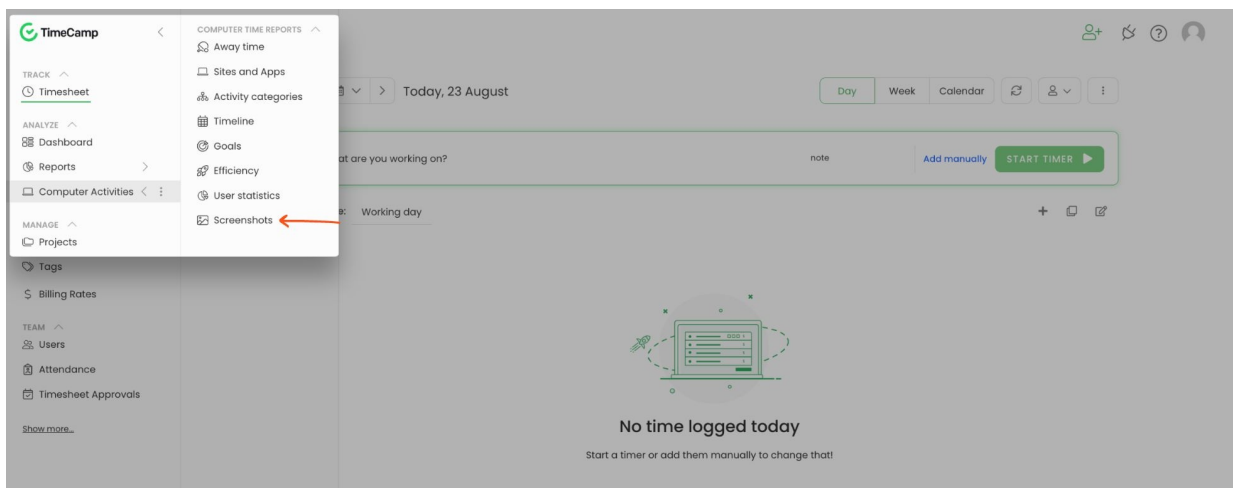 TimeCamp
TRACK
Timesheet
ANALYZE
Dashboard
Reports
Computer Activities
MANAGE
Projects
Tags
Billing Rates
TEAM
Users
Attendance
Timesheet Approvals
Show more...
COMPUTER TIME REPORTS
Away time
Sites and Apps
Activity categories
Timeline
Goals
Efficiency
User statistics
Screenshots
Today, 23 August
Day Week Calendar
are you working on? note Add manually START TIMER
Working day
No time logged today
Start a timer or add them manually to change that!